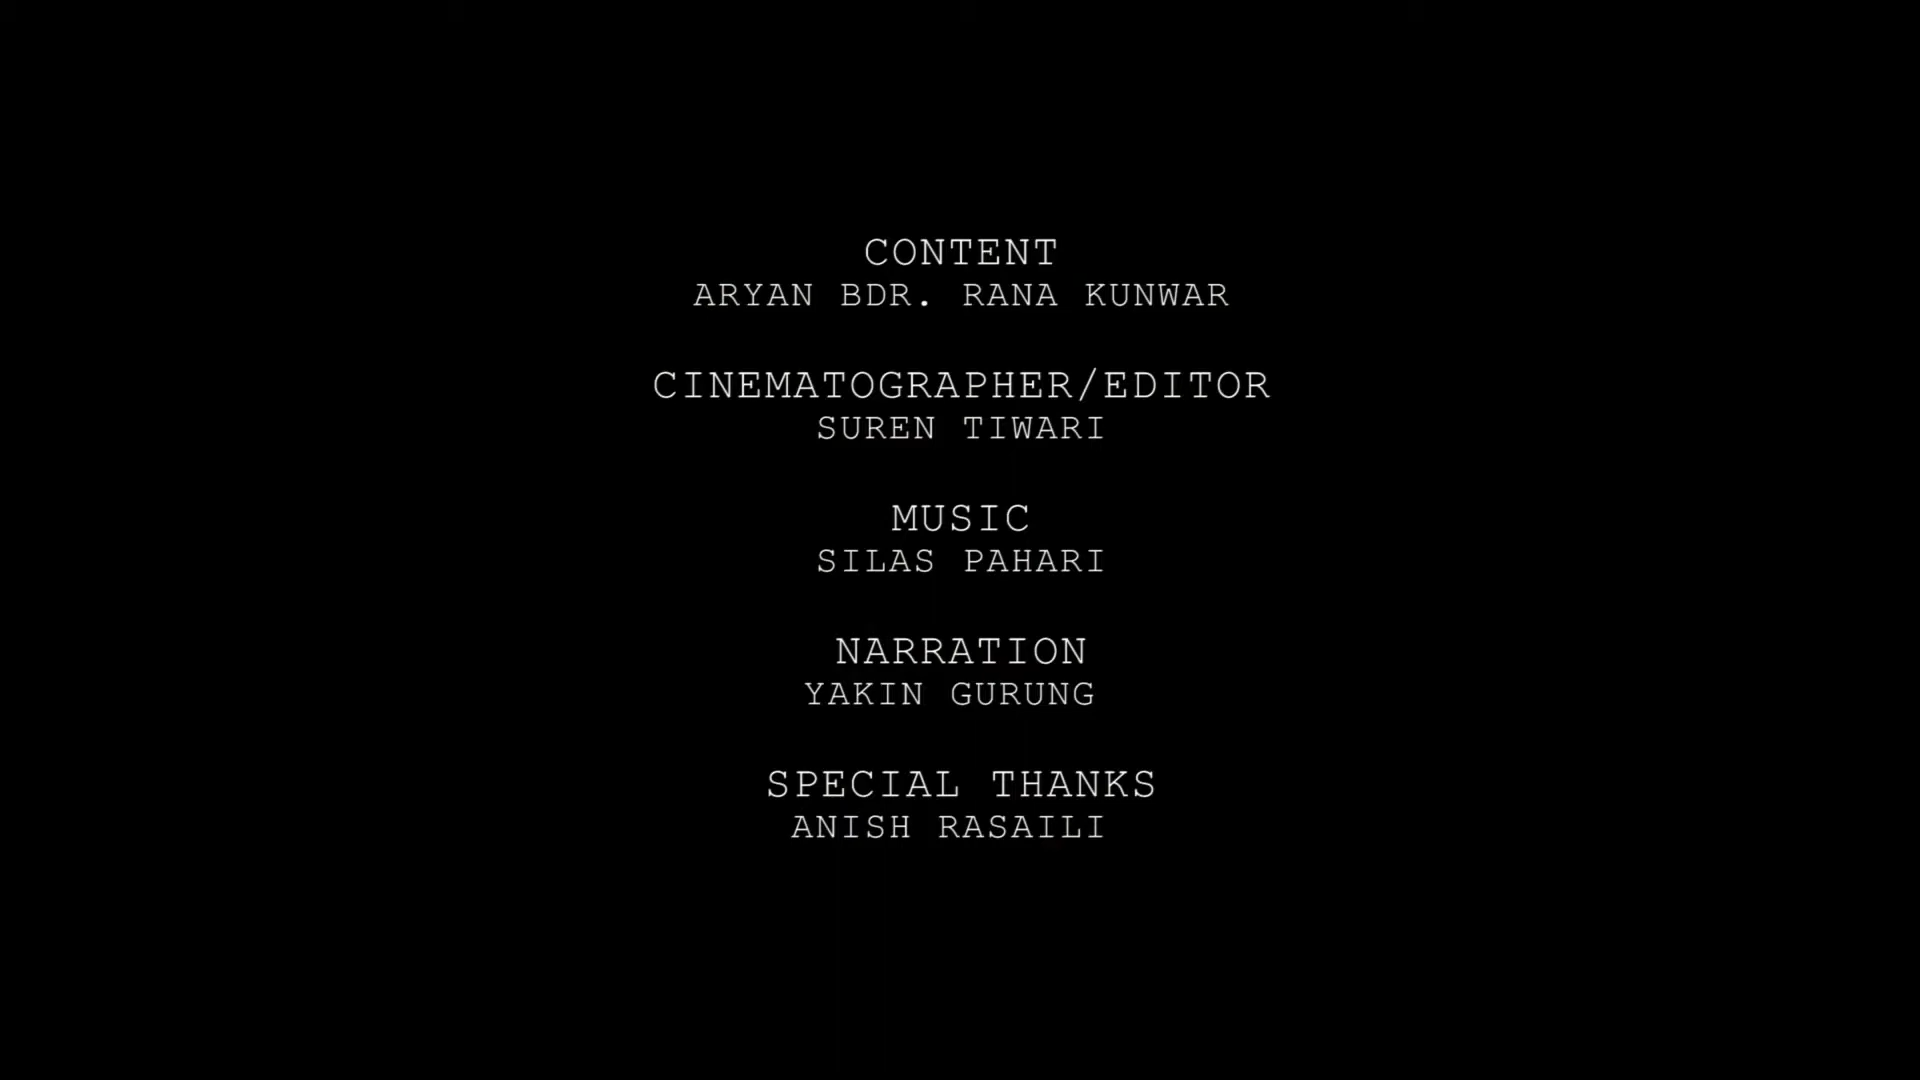 CONTENT
ARYAN BDR. RANA KUNWAR
CINEMATOGRAPHER/EDITOR
SUREN TIWARI
MUSIC
SILAS PAHARI
NARRATION
YAKIN GURUNG
SPECIAL THANKS
ANISH RASAILI